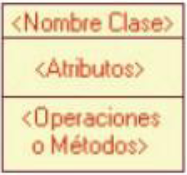 <Nombre Clase>
<Atributos>
<Operaciones
o Métodos>